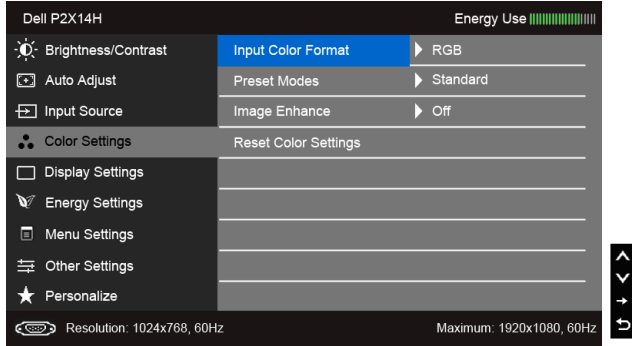 Dell P2X14H Energy Use
Brightness/Contrast Input Color Format RGB
Auto Adjust Preset Modes Standard
Input Source Image Enhance Off
Color Settings Reset Color Settings
Display Settings
Energy Settings
Menu Settings
Other Settings
Personalize
Resolution: 1024x768, 60Hz Maximum: 1920x1080, 60Hz